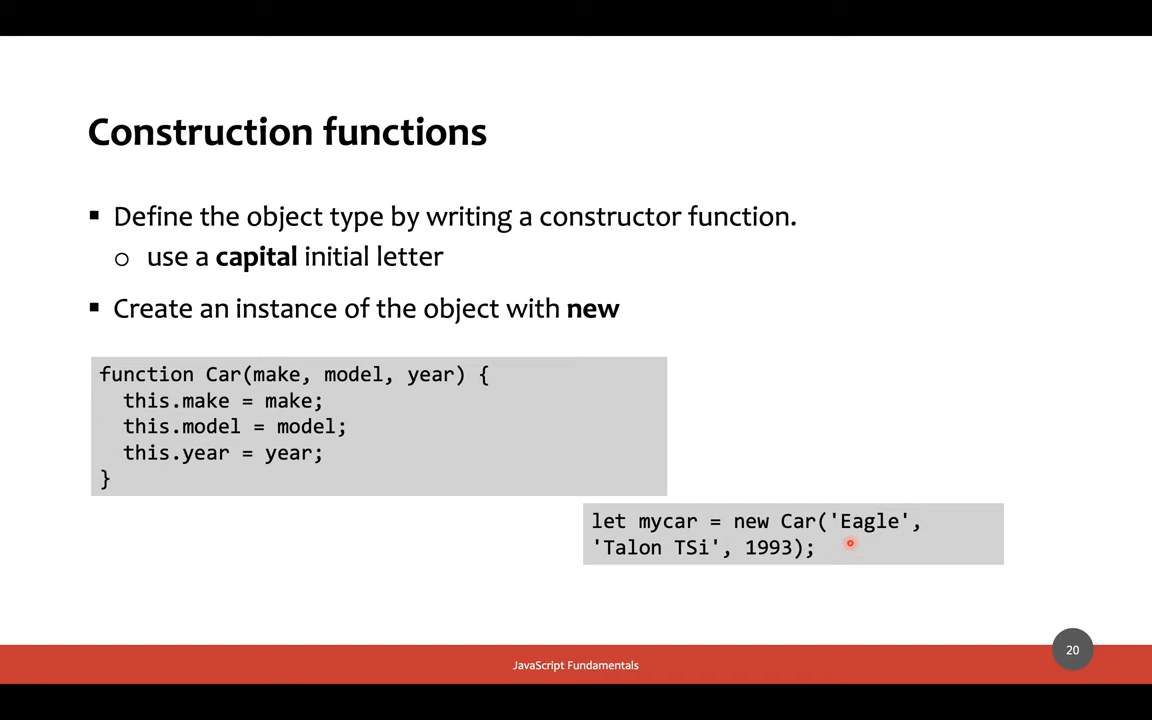 Construction functions
▪ Define the object type by writing a constructor function.
o use a capital initial letter
▪ Create an instance of the object with new
function Car(make, model, year) {
  this.make = make;
  this.model = model;
  this.year = year;
}
let mycar = new Car('Eagle',
'Talon TSi', 1993);
20
JavaScript Fundamentals